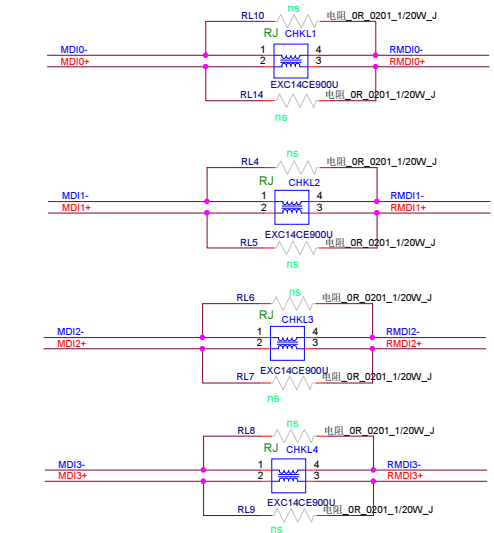 ns
RL10 电阻_0R_0201_1/20W_J
RJ CHKL1
MDI0- 1 4 RMDI0-
MDI0+ 2 3 RMDI0+
EXC14CE900U
RL14 电阻_0R_0201_1/20W_J
ns
ns
RL4 电阻_0R_0201_1/20W_J
RJ CHKL2
MDI1- 1 4 RMDI1-
MDI1+ 2 3 RMDI1+
EXC14CE900U
RL5 电阻_0R_0201_1/20W_J
ns
ns
RL6 电阻_0R_0201_1/20W_J
RJ CHKL3
MDI2- 1 4 RMDI2-
MDI2+ 2 3 RMDI2+
EXC14CE900U
RL7 电阻_0R_0201_1/20W_J
ns
ns
RL8 电阻_0R_0201_1/20W_J
RJ CHKL4
MDI3- 1 4 RMDI3-
MDI3+ 2 3 RMDI3+
EXC14CE900U
RL9 电阻_0R_0201_1/20W_J
ns